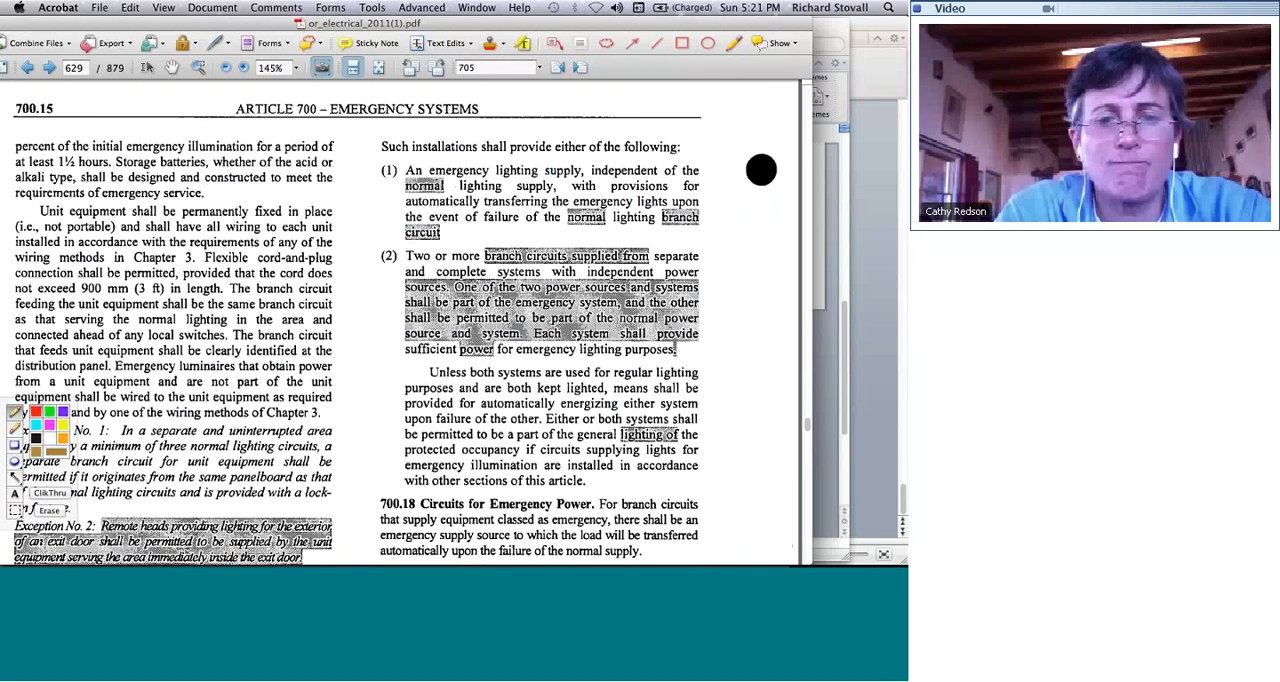 Acrobat File Edit View Document Comments Forms Tools Advanced Window Help (Charged) Sun 5:21 PM Richard Stovall
or_electrical_2011(1).pdf
Combine Files Export Forms Sticky Note Text Edits Show
629 / 879 145% 705
700.15 ARTICLE 700 – EMERGENCY SYSTEMS
percent of the initial emergency illumination for a period of
at least 1½ hours. Storage batteries, whether of the acid or
alkali type, shall be designed and constructed to meet the
requirements of emergency service.
Unit equipment shall be permanently fixed in place
(i.e., not portable) and shall have all wiring to each unit
installed in accordance with the requirements of any of the
wiring methods in Chapter 3. Flexible cord-and-plug
connection shall be permitted, provided that the cord does
not exceed 900 mm (3 ft) in length. The branch circuit
feeding the unit equipment shall be the same branch circuit
as that serving the normal lighting in the area and
connected ahead of any local switches. The branch circuit
that feeds unit equipment shall be clearly identified at the
distribution panel. Emergency luminaires that obtain power
from a unit equipment and are not part of the unit
equipment shall be wired to the unit equipment as required
and by one of the wiring methods of Chapter 3.
No. 1: In a separate and uninterrupted area
y a minimum of three normal lighting circuits, a
parate branch circuit for unit equipment shall be
ermitted if it originates from the same panelboard as that
mal lighting circuits and is provided with a lock-
Exception No. 2: Remote heads providing lighting for the exterior
of an exit door shall be permitted to be supplied by the unit
equipment serving the area immediately inside the exit door.
Such installations shall provide either of the following:
(1) An emergency lighting supply, independent of the
normal lighting supply, with provisions for
automatically transferring the emergency lights upon
the event of failure of the normal lighting branch
circuit
(2) Two or more branch circuits supplied from separate
and complete systems with independent power
sources. One of the two power sources and systems
shall be part of the emergency system, and the other
shall be permitted to be part of the normal power
source and system. Each system shall provide
sufficient power for emergency lighting purposes.
Unless both systems are used for regular lighting
purposes and are both kept lighted, means shall be
provided for automatically energizing either system
upon failure of the other. Either or both systems shall
be permitted to be a part of the general lighting of the
protected occupancy if circuits supplying lights for
emergency illumination are installed in accordance
with other sections of this article.
700.18 Circuits for Emergency Power. For branch circuits
that supply equipment classed as emergency, there shall be an
emergency supply source to which the load will be transferred
automatically upon the failure of the normal supply.
A ClikThru
Erase
emes
emes
Video
Cathy Redson